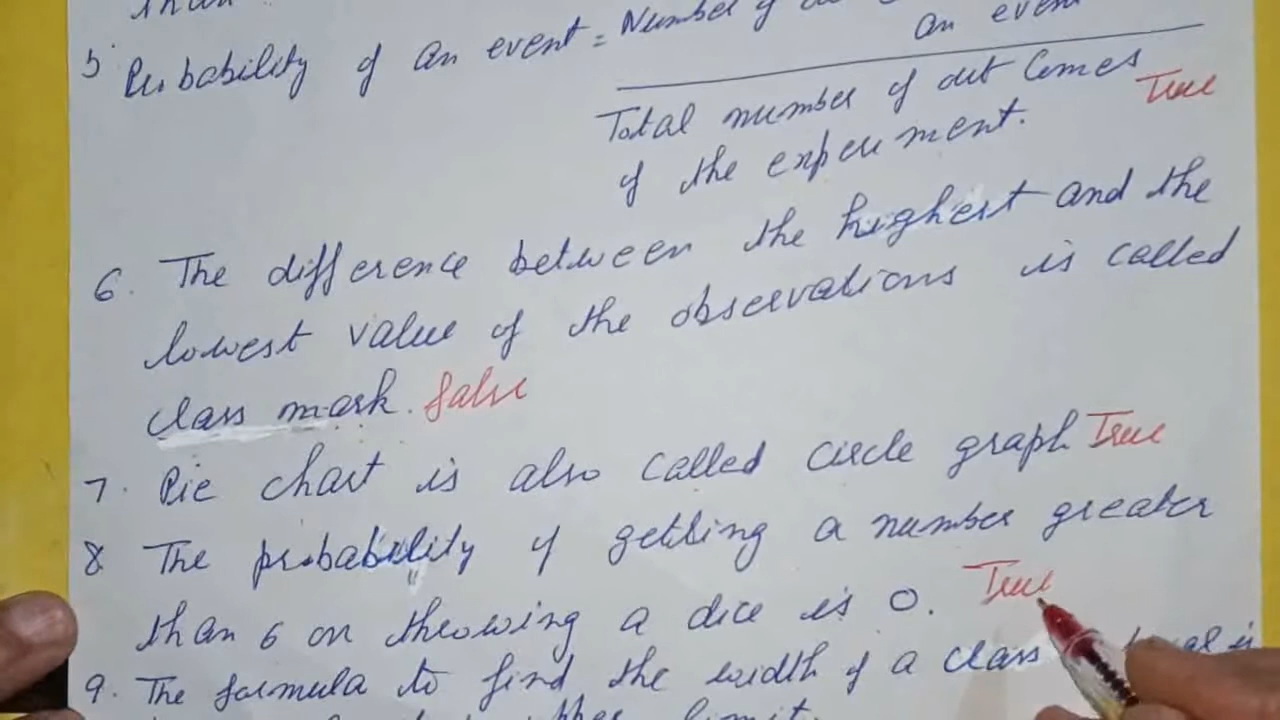 than
5 Probability of an event = Number of
an event
Total number of out comes
of the experiment. True
6. The difference between the highest and the
lowest value of the observations is called
class mark. false
7. Pie chart is also called circle graph True
8 The probability of getting a number greater
than 6 on throwing a dice is 0. True
9. The formula to find the width of a class is
limit.